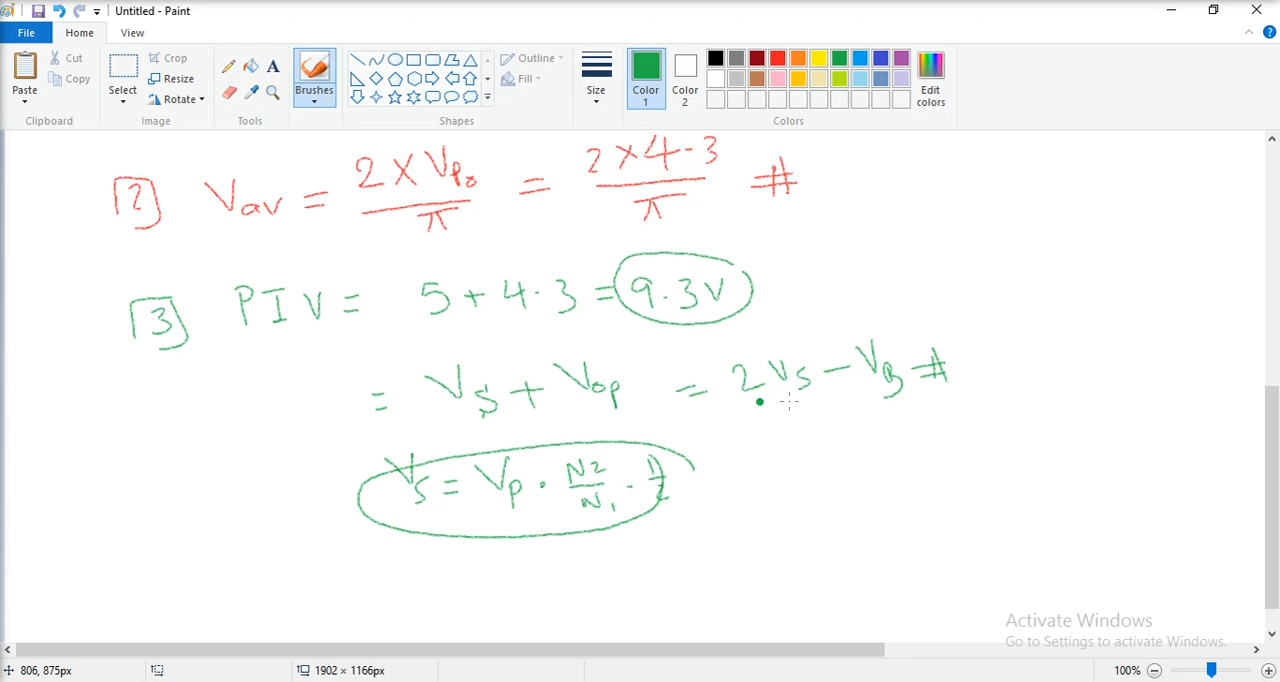 Untitled - Paint
File Home View
Paste Cut Copy Clipboard
Select Crop Resize Rotate Image
A Tools
Brushes
Outline Fill Shapes
Size
Color 1 Color 2 Edit colors Colors
[2] Vav = 2 X Vpo / π = 2 X 4.3 / π #
[3] PIV = 5 + 4.3 = 9.3V
= Vs + Vop = 2 Vs - VB #
Vs = Vp . N2 / N1 . 1/2
Activate Windows
Go to Settings to activate Windows.
806, 875px 1902 × 1166px 100%